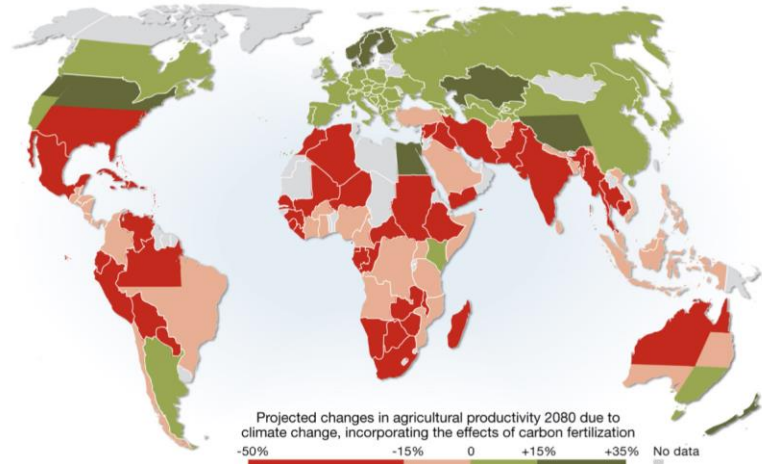 Projected changes in agricultural productivity 2080 due to
climate change, incorporating the effects of carbon fertilization
-50% -15% 0 +15% +35% No data